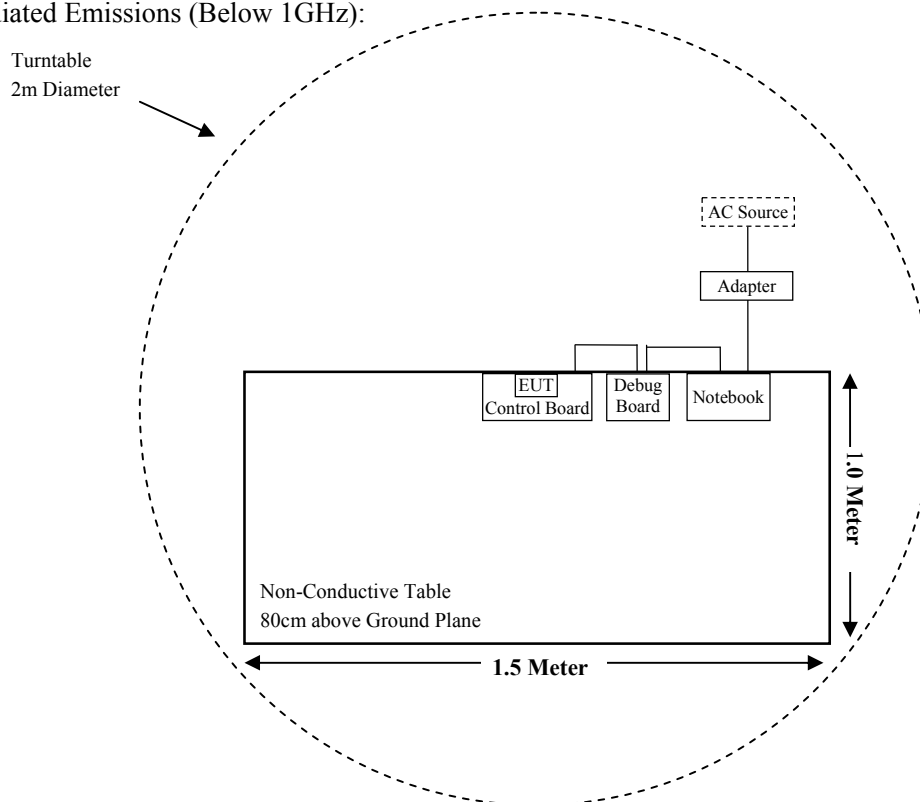 diated Emissions (Below 1GHz):
Turntable
2m Diameter
AC Source
Adapter
EUT
Control Board
Debug
Board
Notebook
1.0 Meter
Non-Conductive Table
80cm above Ground Plane
1.5 Meter